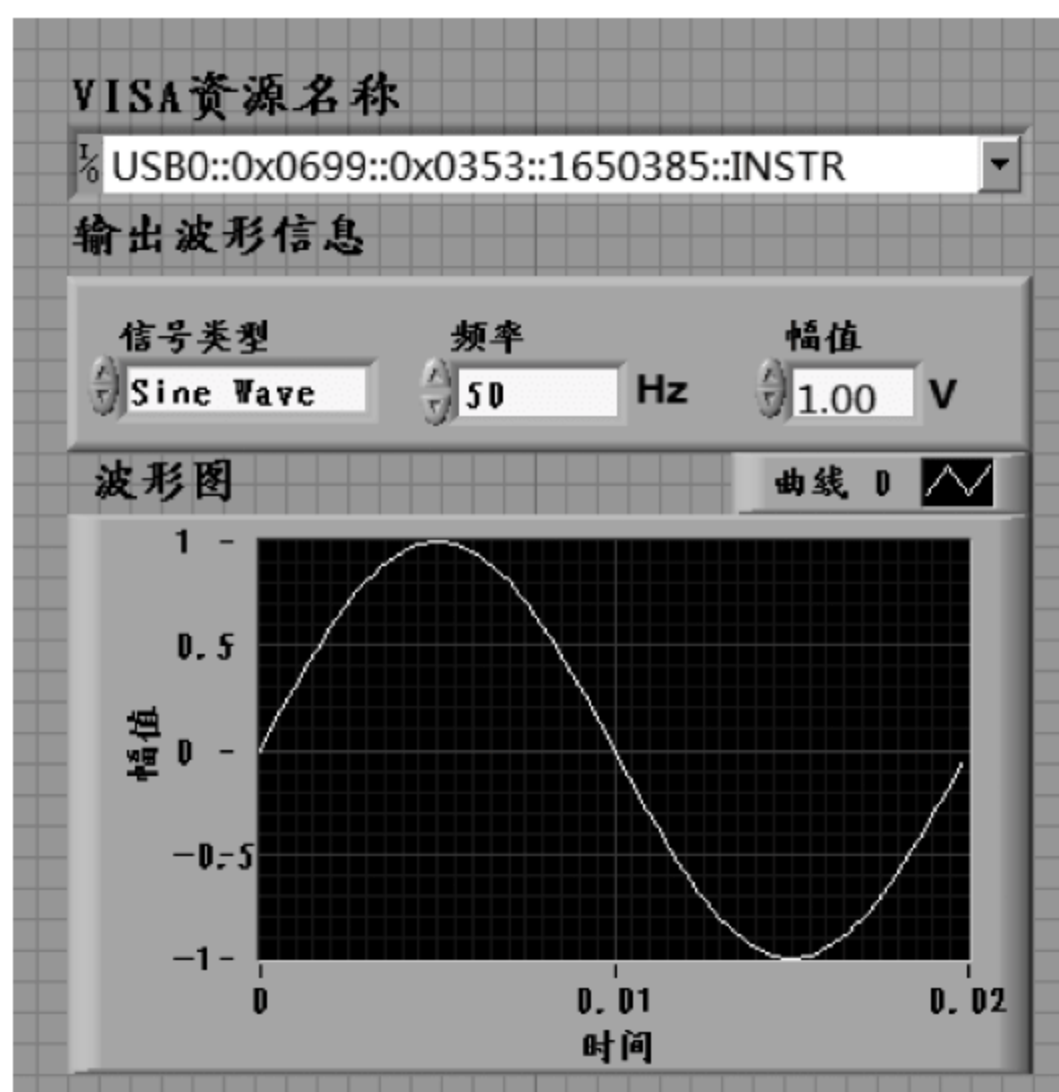 VISA资源名称
I/O USB0::0x0699::0x0353::1650385::INSTR
输出波形信息
信号类型 频率 幅值
Sine Wave 50 Hz 1.00 V
波形图 曲线 0
1
0.5
0
-0.5
-1
幅值
0 0.01 0.02
时间